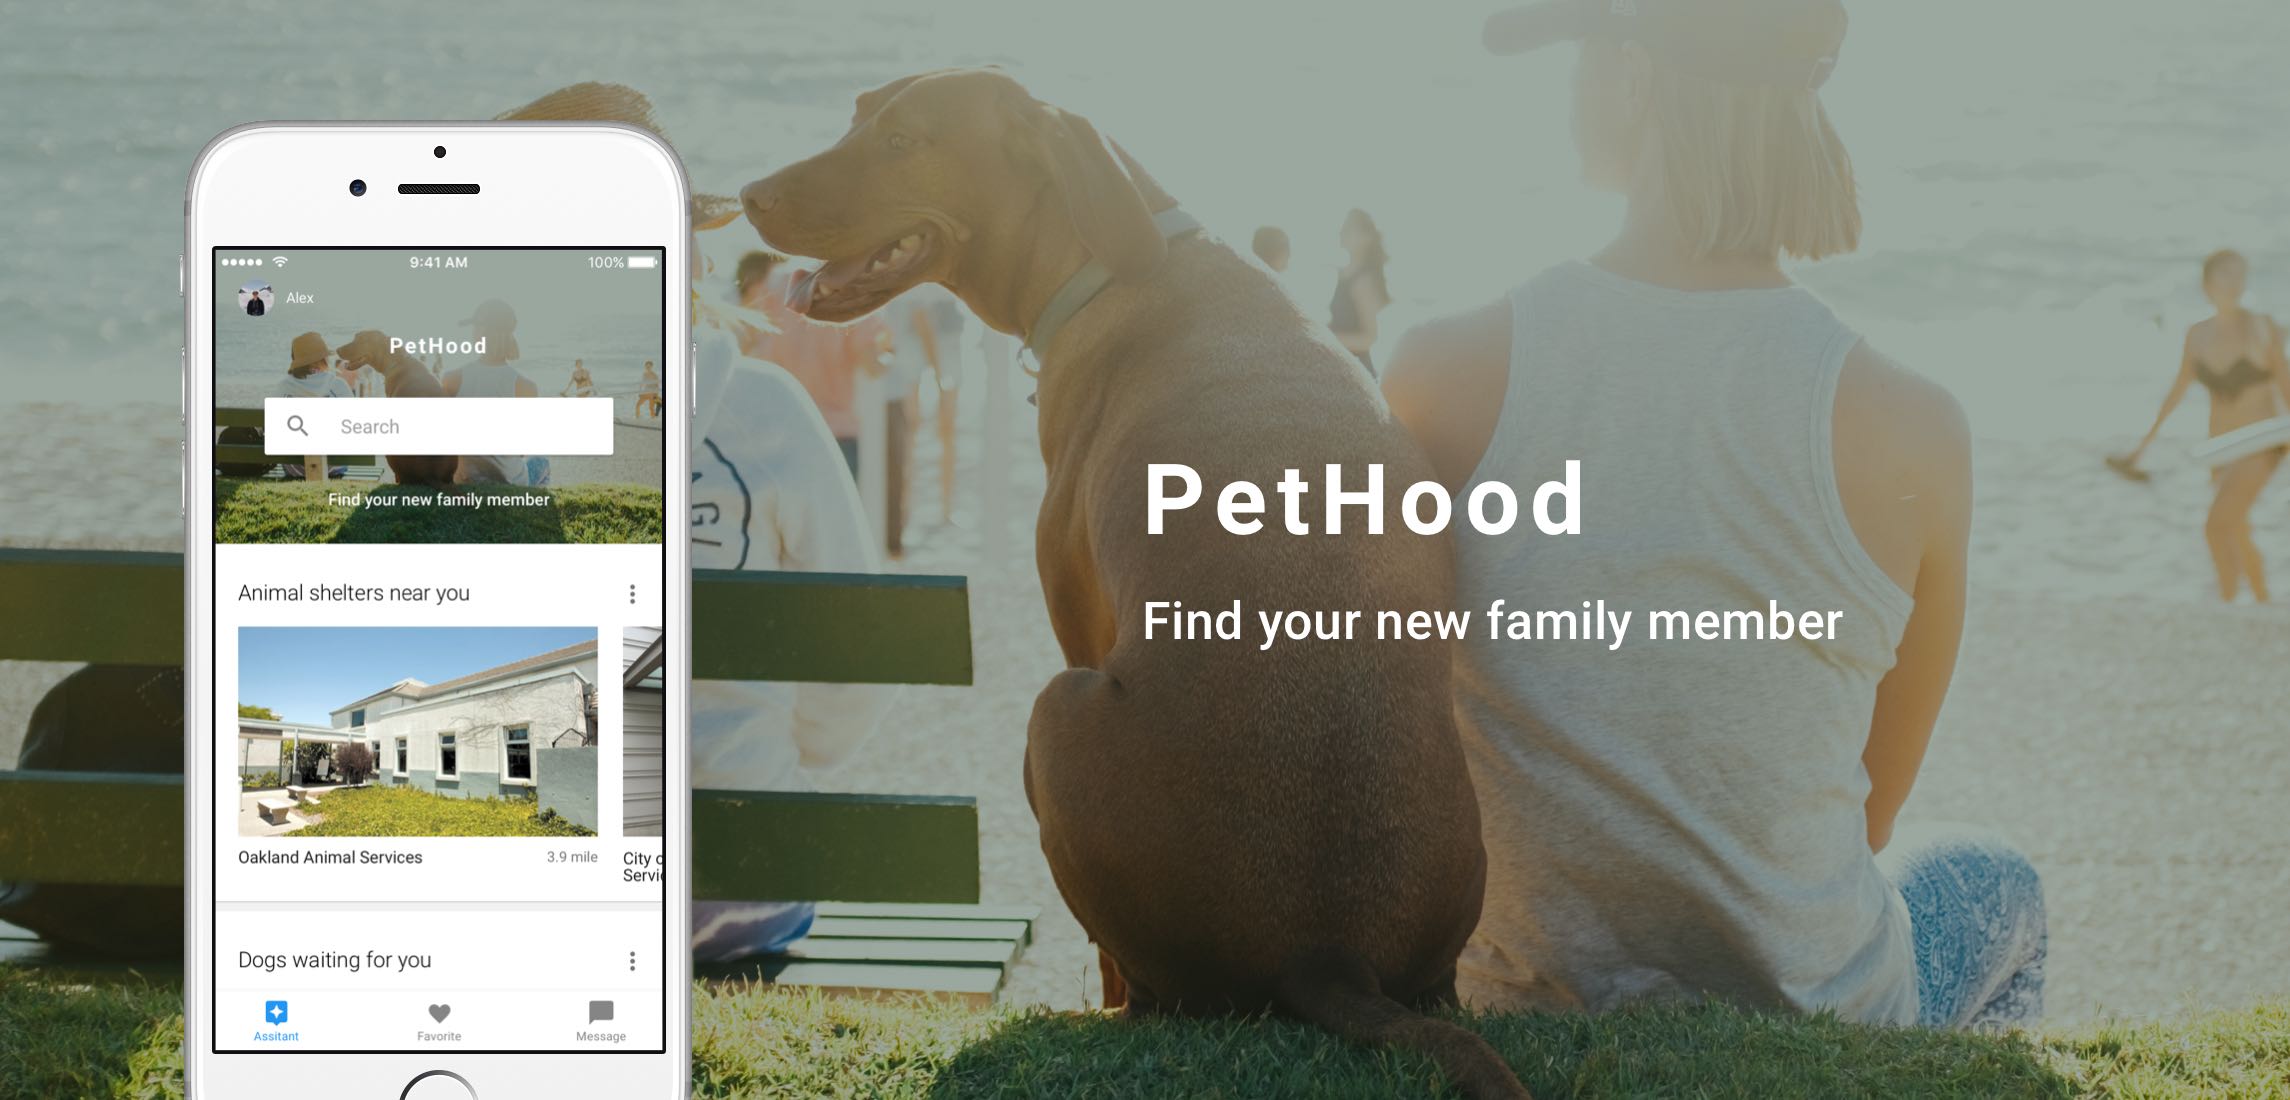 9:41 AM
100%
Alex
PetHood
Search
Find your new family member
Animal shelters near you
Oakland Animal Services
3.9 mile
City o
Servi
Dogs waiting for you
Assitant
Favorite
Message
PetHood
Find your new family member